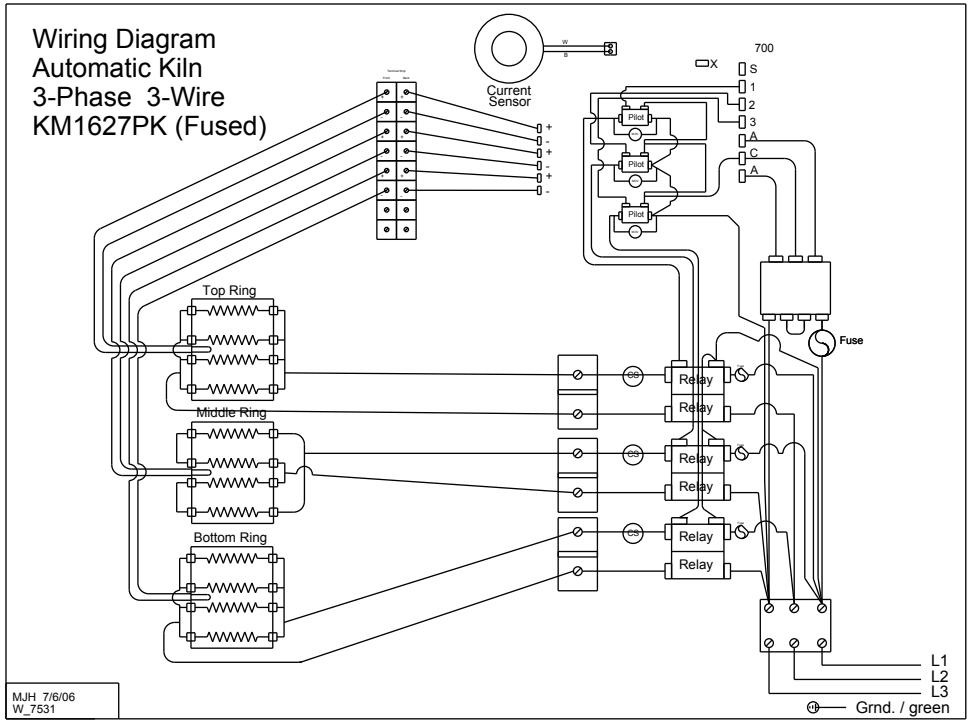 Wiring Diagram
Automatic Kiln
3-Phase 3-Wire
KM1627PK (Fused)
W
B
Current
Sensor
700
X
S
1
2
3
A
C
A
+
-
+
-
+
-
Pilot
Pilot
Pilot
Top Ring
Middle Ring
Bottom Ring
Fuse
CS
Relay
Relay
CS
Relay
Relay
CS
Relay
Relay
L1
L2
L3
Grnd. / green
MJH 7/6/06
W_7531